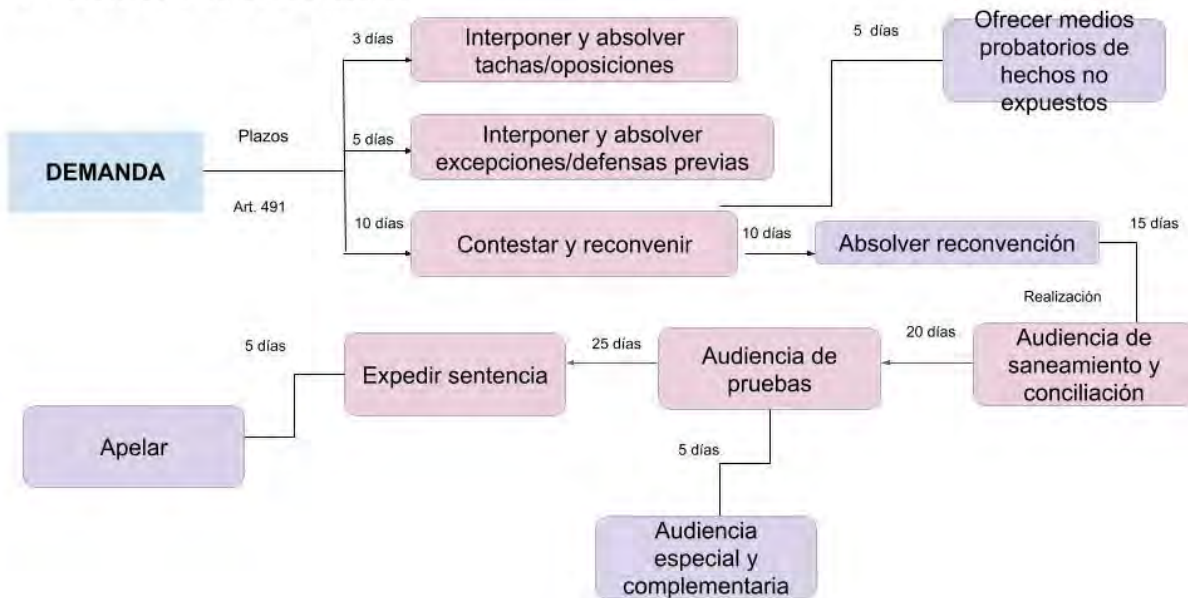 3 días
Interponer y absolver
tachas/oposiciones
5 días
Ofrecer medios
probatorios de
hechos no
expuestos
DEMANDA
Plazos
Art. 491
5 días
Interponer y absolver
excepciones/defensas previas
10 días
Contestar y reconvenir
10 días
Absolver reconvención
15 días
Realización
Audiencia de
saneamiento y
conciliación
20 días
Audiencia de
pruebas
25 días
Expedir sentencia
5 días
Apelar
5 días
Audiencia
especial y
complementaria